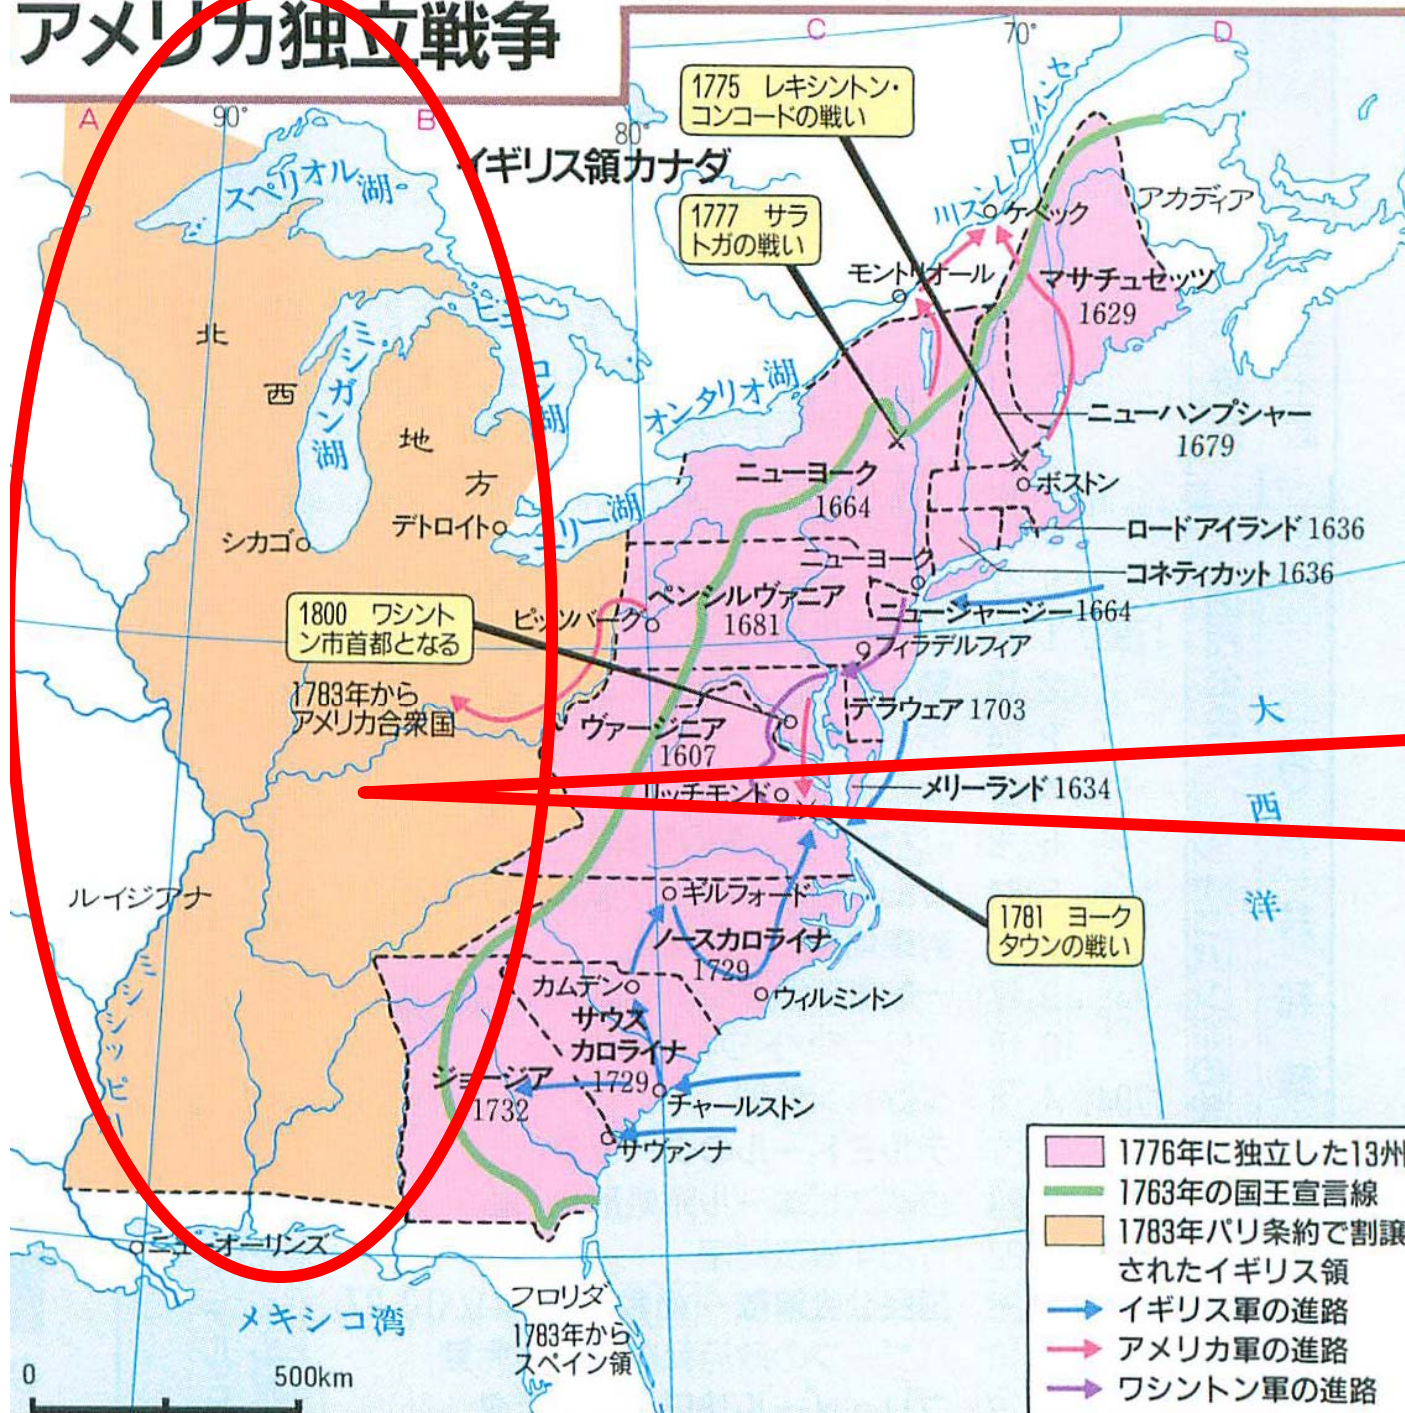 アメリカ独立戦争
A
90°
B
80°
C
70°
D
1775 レキシントン・
コンコードの戦い
1777 サラ
トガの戦い
イギリス領カナダ
スペリオル湖
セントローレンス川
ケベック
アカディア
モントリオール
マサチュセッツ
1629
北西地方
ミシガン湖
ヒューロン湖
オンタリオ湖
エリー湖
ニューハンプシャー
1679
ニューヨーク
1664
ボストン
シカゴ
デトロイト
ロードアイランド 1636
コネティカット 1636
ニューヨーク
ニュージャージー 1664
ペンシルヴァニア
1681
ピッツバーク
フィラデルフィア
1800 ワシント
ン市首都となる
1783年から
アメリカ合衆国
デラウェア 1703
ヴァージニア
1607
リッチモンド
メリーランド 1634
大西洋
ルイジアナ
ミシシッピー
ギルフォード
1781 ヨーク
タウンの戦い
ノースカロライナ
1729
カムデン
ウィルミントン
サウス
カロライナ
1729
ジョージア
1732
チャールストン
サヴァンナ
ニューオーリンズ
メキシコ湾
フロリダ
1783年から
スペイン領
0 500km
1776年に独立した13州
1763年の国王宣言線
1783年パリ条約で割譲
されたイギリス領
イギリス軍の進路
アメリカ軍の進路
ワシントン軍の進路